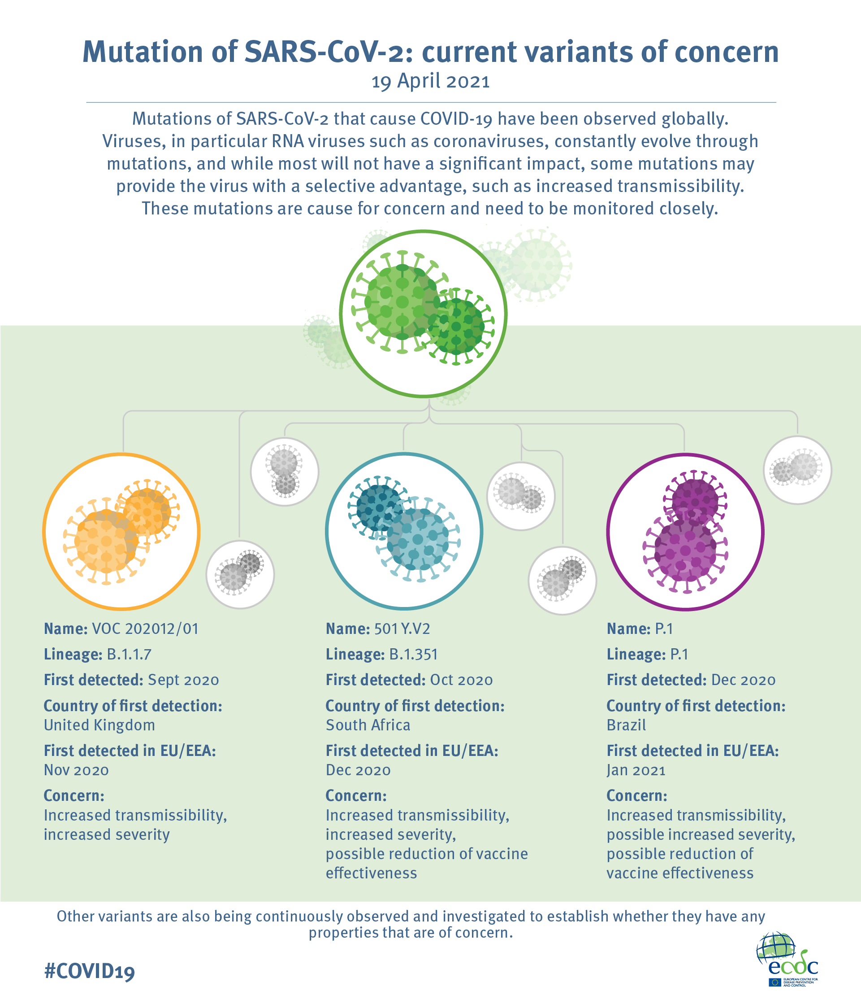 Mutation of SARS-CoV-2: current variants of concern
19 April 2021
Mutations of SARS-CoV-2 that cause COVID-19 have been observed globally.
Viruses, in particular RNA viruses such as coronaviruses, constantly evolve through
mutations, and while most will not have a significant impact, some mutations may
provide the virus with a selective advantage, such as increased transmissibility.
These mutations are cause for concern and need to be monitored closely.
Name: VOC 202012/01
Lineage: B.1.1.7
First detected: Sept 2020
Country of first detection:
United Kingdom
First detected in EU/EEA:
Nov 2020
Concern:
Increased transmissibility,
increased severity
Name: 501 Y.V2
Lineage: B.1.351
First detected: Oct 2020
Country of first detection:
South Africa
First detected in EU/EEA:
Dec 2020
Concern:
Increased transmissibility,
increased severity,
possible reduction of vaccine
effectiveness
Name: P.1
Lineage: P.1
First detected: Dec 2020
Country of first detection:
Brazil
First detected in EU/EEA:
Jan 2021
Concern:
Increased transmissibility,
possible increased severity,
possible reduction of
vaccine effectiveness
Other variants are also being continuously observed and investigated to establish whether they have any
properties that are of concern.
#COVID19
ecdc
EUROPEAN CENTRE FOR
DISEASE PREVENTION
AND CONTROL